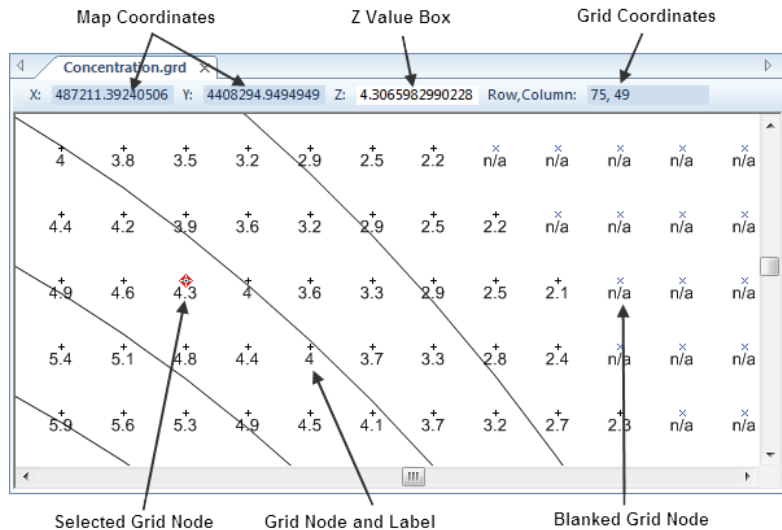 Map Coordinates Z Value Box Grid Coordinates
Concentration.grd
X: 487211.39240506 Y: 4408294.9494949 Z: 4.3065982990228 Row,Column: 75, 49
4 3.8 3.5 3.2 2.9 2.5 2.2 n/a n/a n/a n/a n/a
4.4 4.2 3.9 3.6 3.2 2.9 2.5 2.2 n/a n/a n/a n/a
4.9 4.6 4.3 4 3.6 3.3 2.9 2.5 2.1 n/a n/a n/a
5.4 5.1 4.8 4.4 4 3.7 3.3 2.8 2.4 n/a n/a n/a
5.9 5.6 5.3 4.9 4.5 4.1 3.7 3.2 2.7 2.3 n/a n/a
Selected Grid Node Grid Node and Label Blanked Grid Node